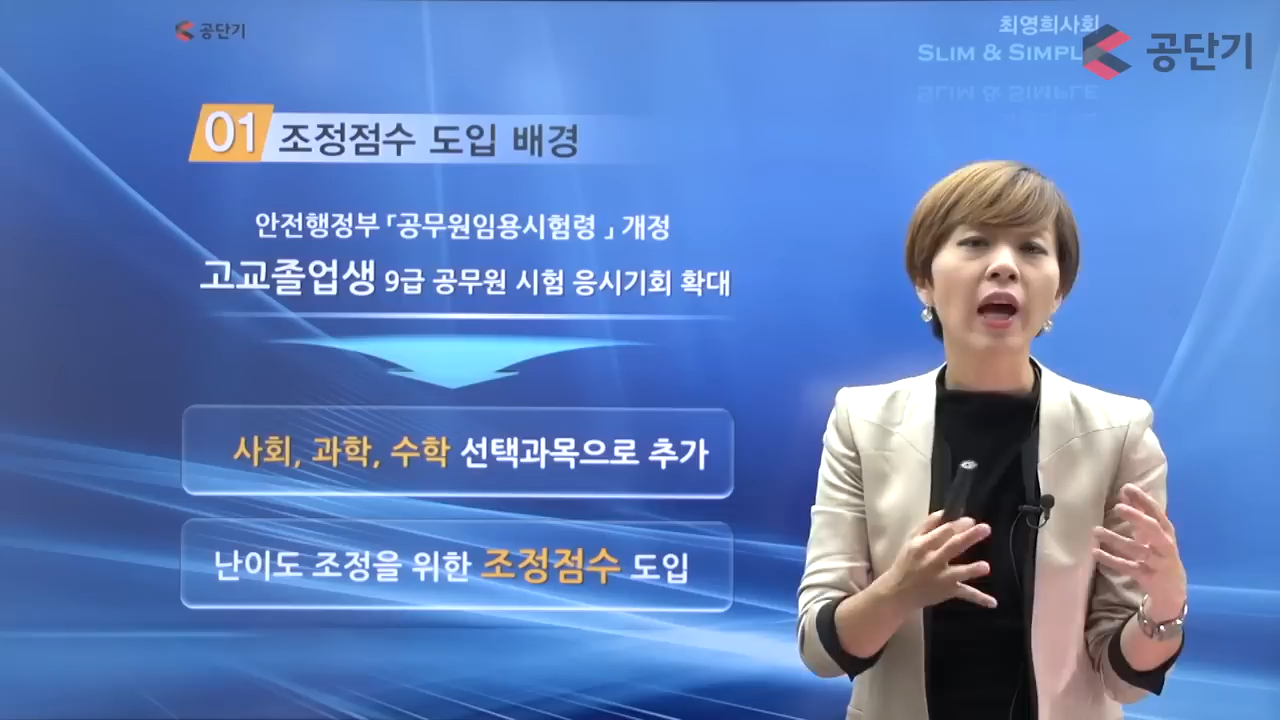 공단기
최영희사회
SLIM & SIMPL
공단기
01 조정점수 도입 배경
안전행정부 「공무원임용시험령 」 개정
고교졸업생 9급 공무원 시험 응시기회 확대
사회, 과학, 수학 선택과목으로 추가
난이도 조정을 위한 조정점수 도입